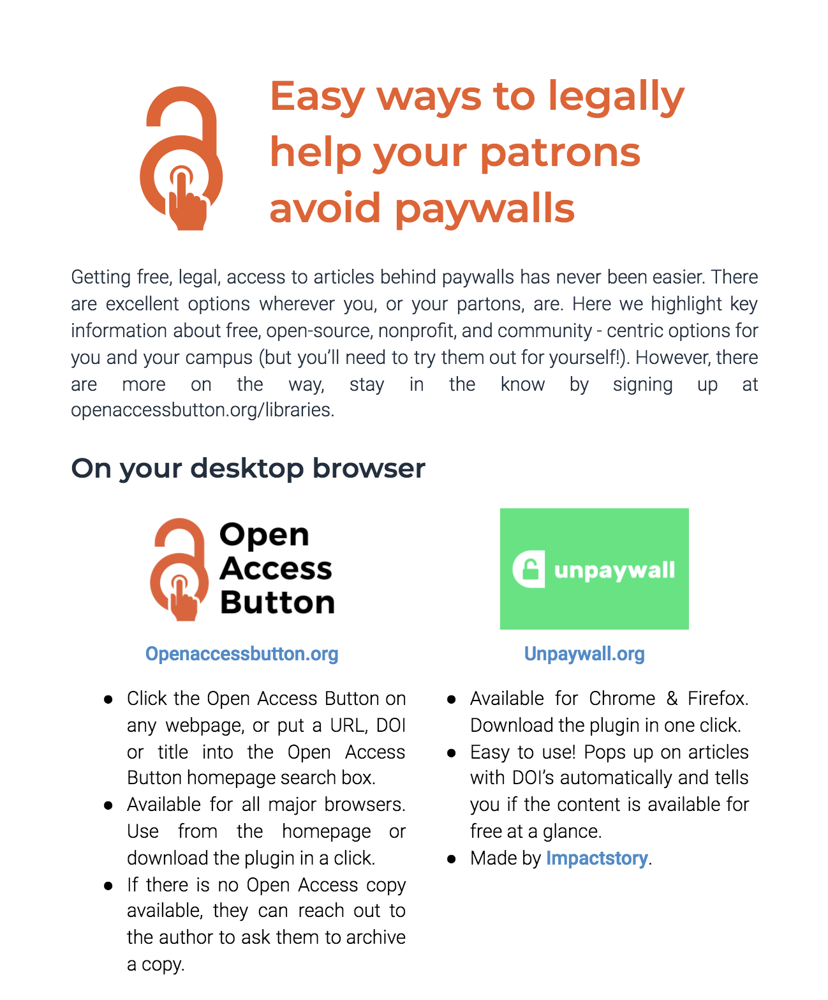 Easy ways to legally
help your patrons
avoid paywalls
Getting free, legal, access to articles behind paywalls has never been easier. There
are excellent options wherever you, or your partons, are. Here we highlight key
information about free, open-source, nonprofit, and community - centric options for
you and your campus (but you’ll need to try them out for yourself!). However, there
are more on the way, stay in the know by signing up at
openaccessbutton.org/libraries.
On your desktop browser
Open
Access
Button
Openaccessbutton.org
● Click the Open Access Button on
any webpage, or put a URL, DOI
or title into the Open Access
Button homepage search box.
● Available for all major browsers.
Use from the homepage or
download the plugin in a click.
● If there is no Open Access copy
available, they can reach out to
the author to ask them to archive
a copy.
unpaywall
Unpaywall.org
● Available for Chrome & Firefox.
Download the plugin in one click.
● Easy to use! Pops up on articles
with DOI’s automatically and tells
you if the content is available for
free at a glance.
● Made by Impactstory.